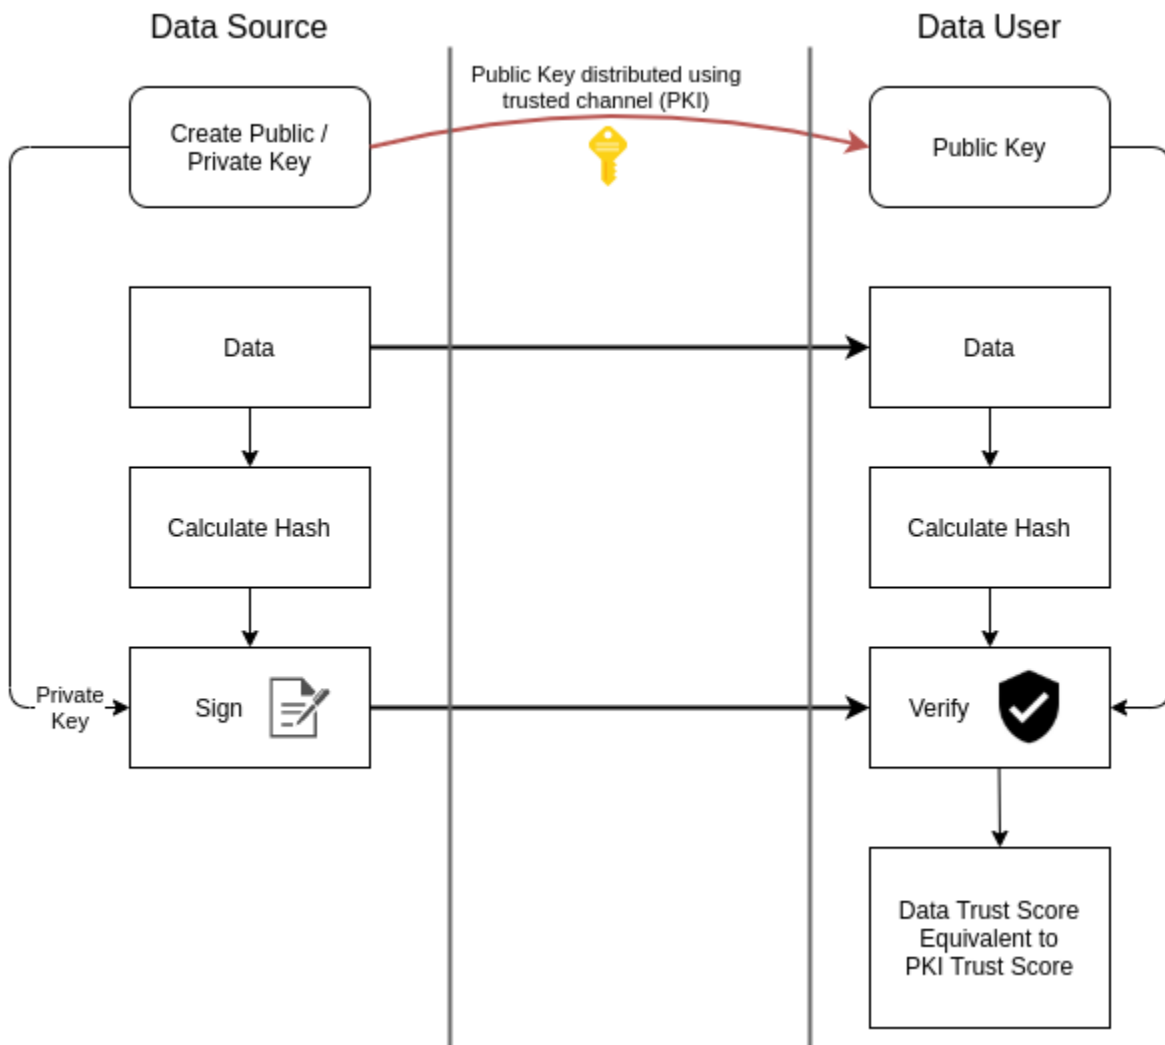 Data Source
Data User
Public Key distributed using
trusted channel (PKI)
Create Public /
Private Key
Public Key
Data
Data
Calculate Hash
Calculate Hash
Private
Key
Sign
Verify
Data Trust Score
Equivalent to
PKI Trust Score